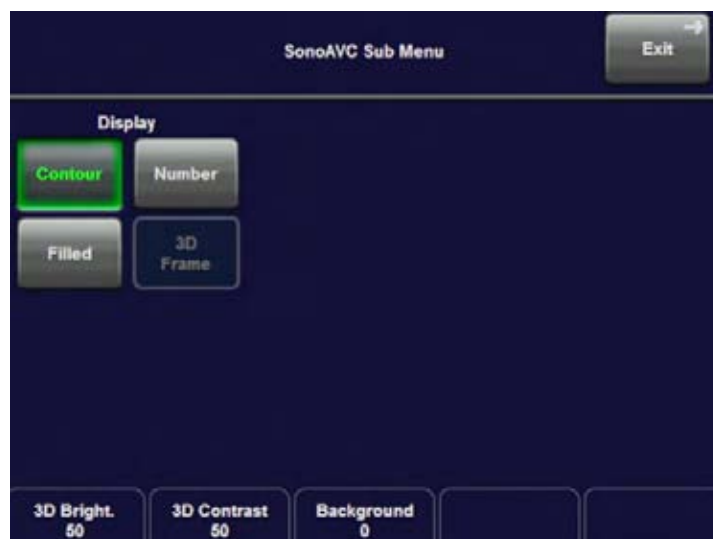 SonoAVC Sub Menu
Exit
Display
Contour
Number
Filled
3D
Frame
3D Bright.
50
3D Contrast
50
Background
0